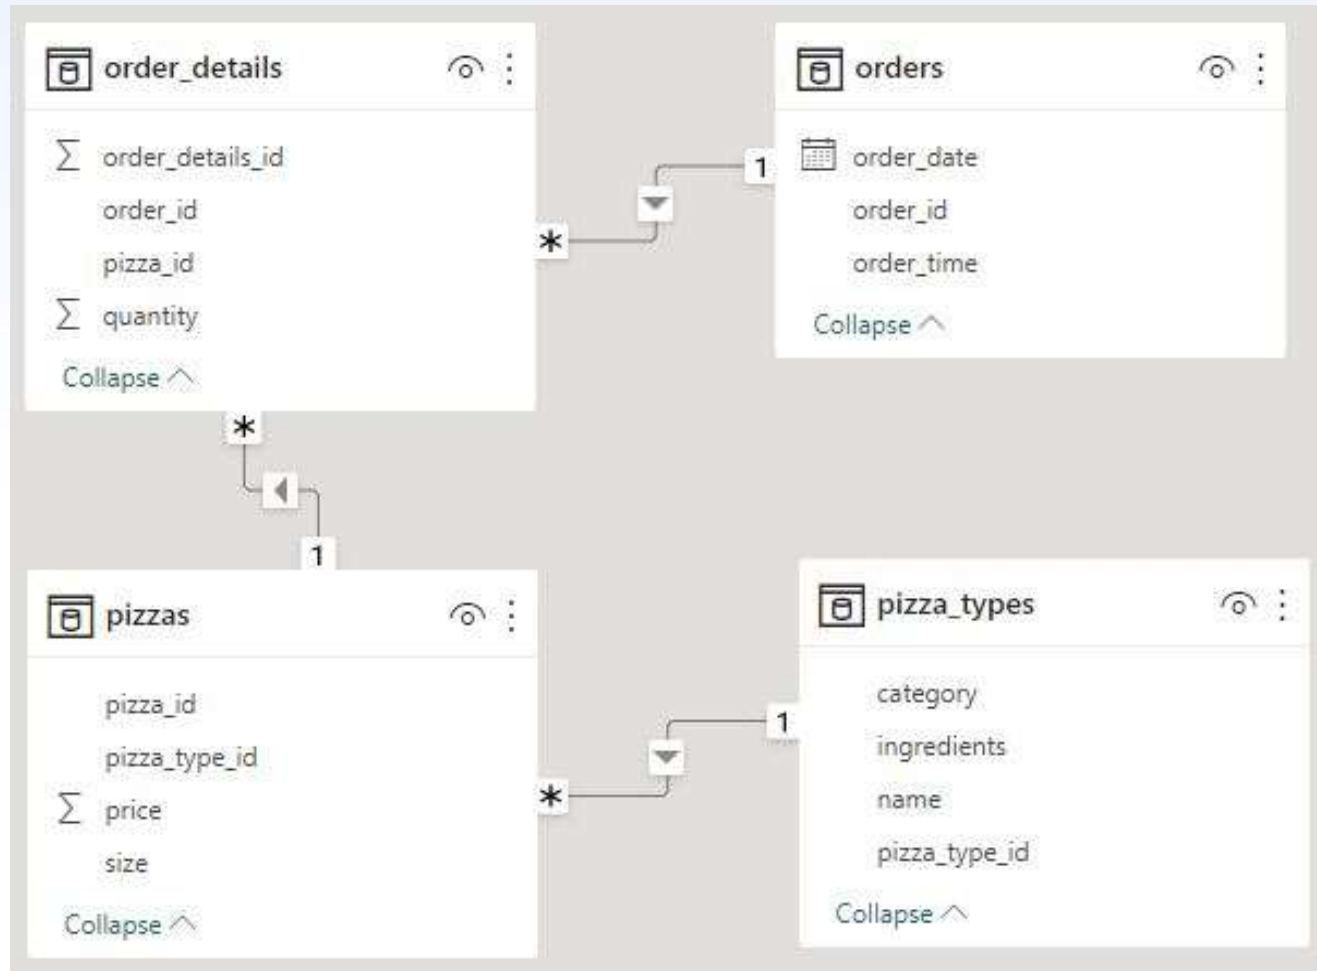 order_details
order_details_id
order_id
pizza_id
quantity
Collapse
orders
order_date
order_id
order_time
Collapse
1
*
*
1
pizzas
pizza_id
pizza_type_id
price
size
Collapse
pizza_types
category
ingredients
name
pizza_type_id
Collapse
1
*